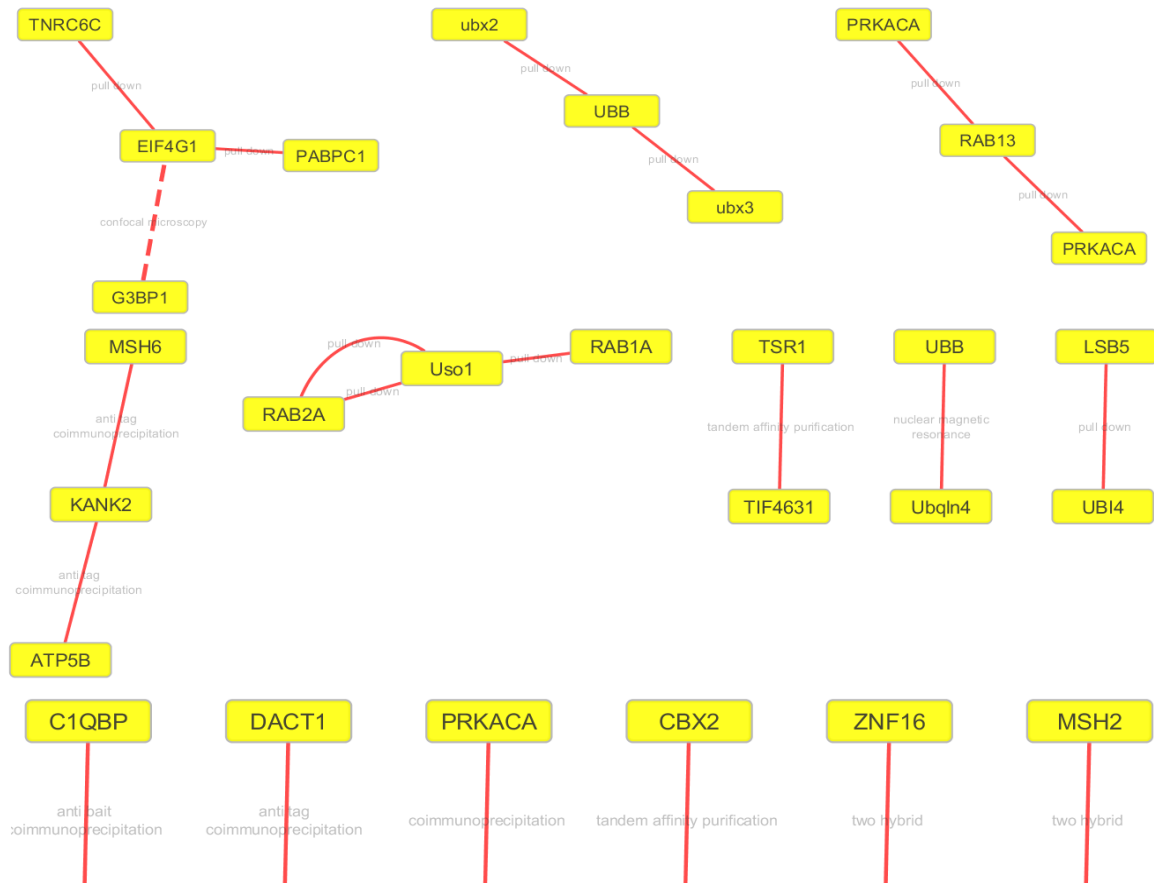 TNRC6C
ubx2
PRKACA
pull down
pull down
pull down
UBB
EIF4G1
pull down
PABPC1
RAB13
pull down
pull down
ubx3
confocal microscopy
PRKACA
G3BP1
MSH6
pull down
Uso1
pull down
RAB1A
TSR1
UBB
LSB5
RAB2A
pull down
anti tag
coimmunoprecipitation
tandem affinity purification
nuclear magnetic
resonance
pull down
KANK2
TIF4631
Ubqln4
UBI4
anti tag
coimmunoprecipitation
ATP5B
C1QBP
DACT1
PRKACA
CBX2
ZNF16
MSH2
anti bait
coimmunoprecipitation
anti tag
coimmunoprecipitation
coimmunoprecipitation
tandem affinity purification
two hybrid
two hybrid